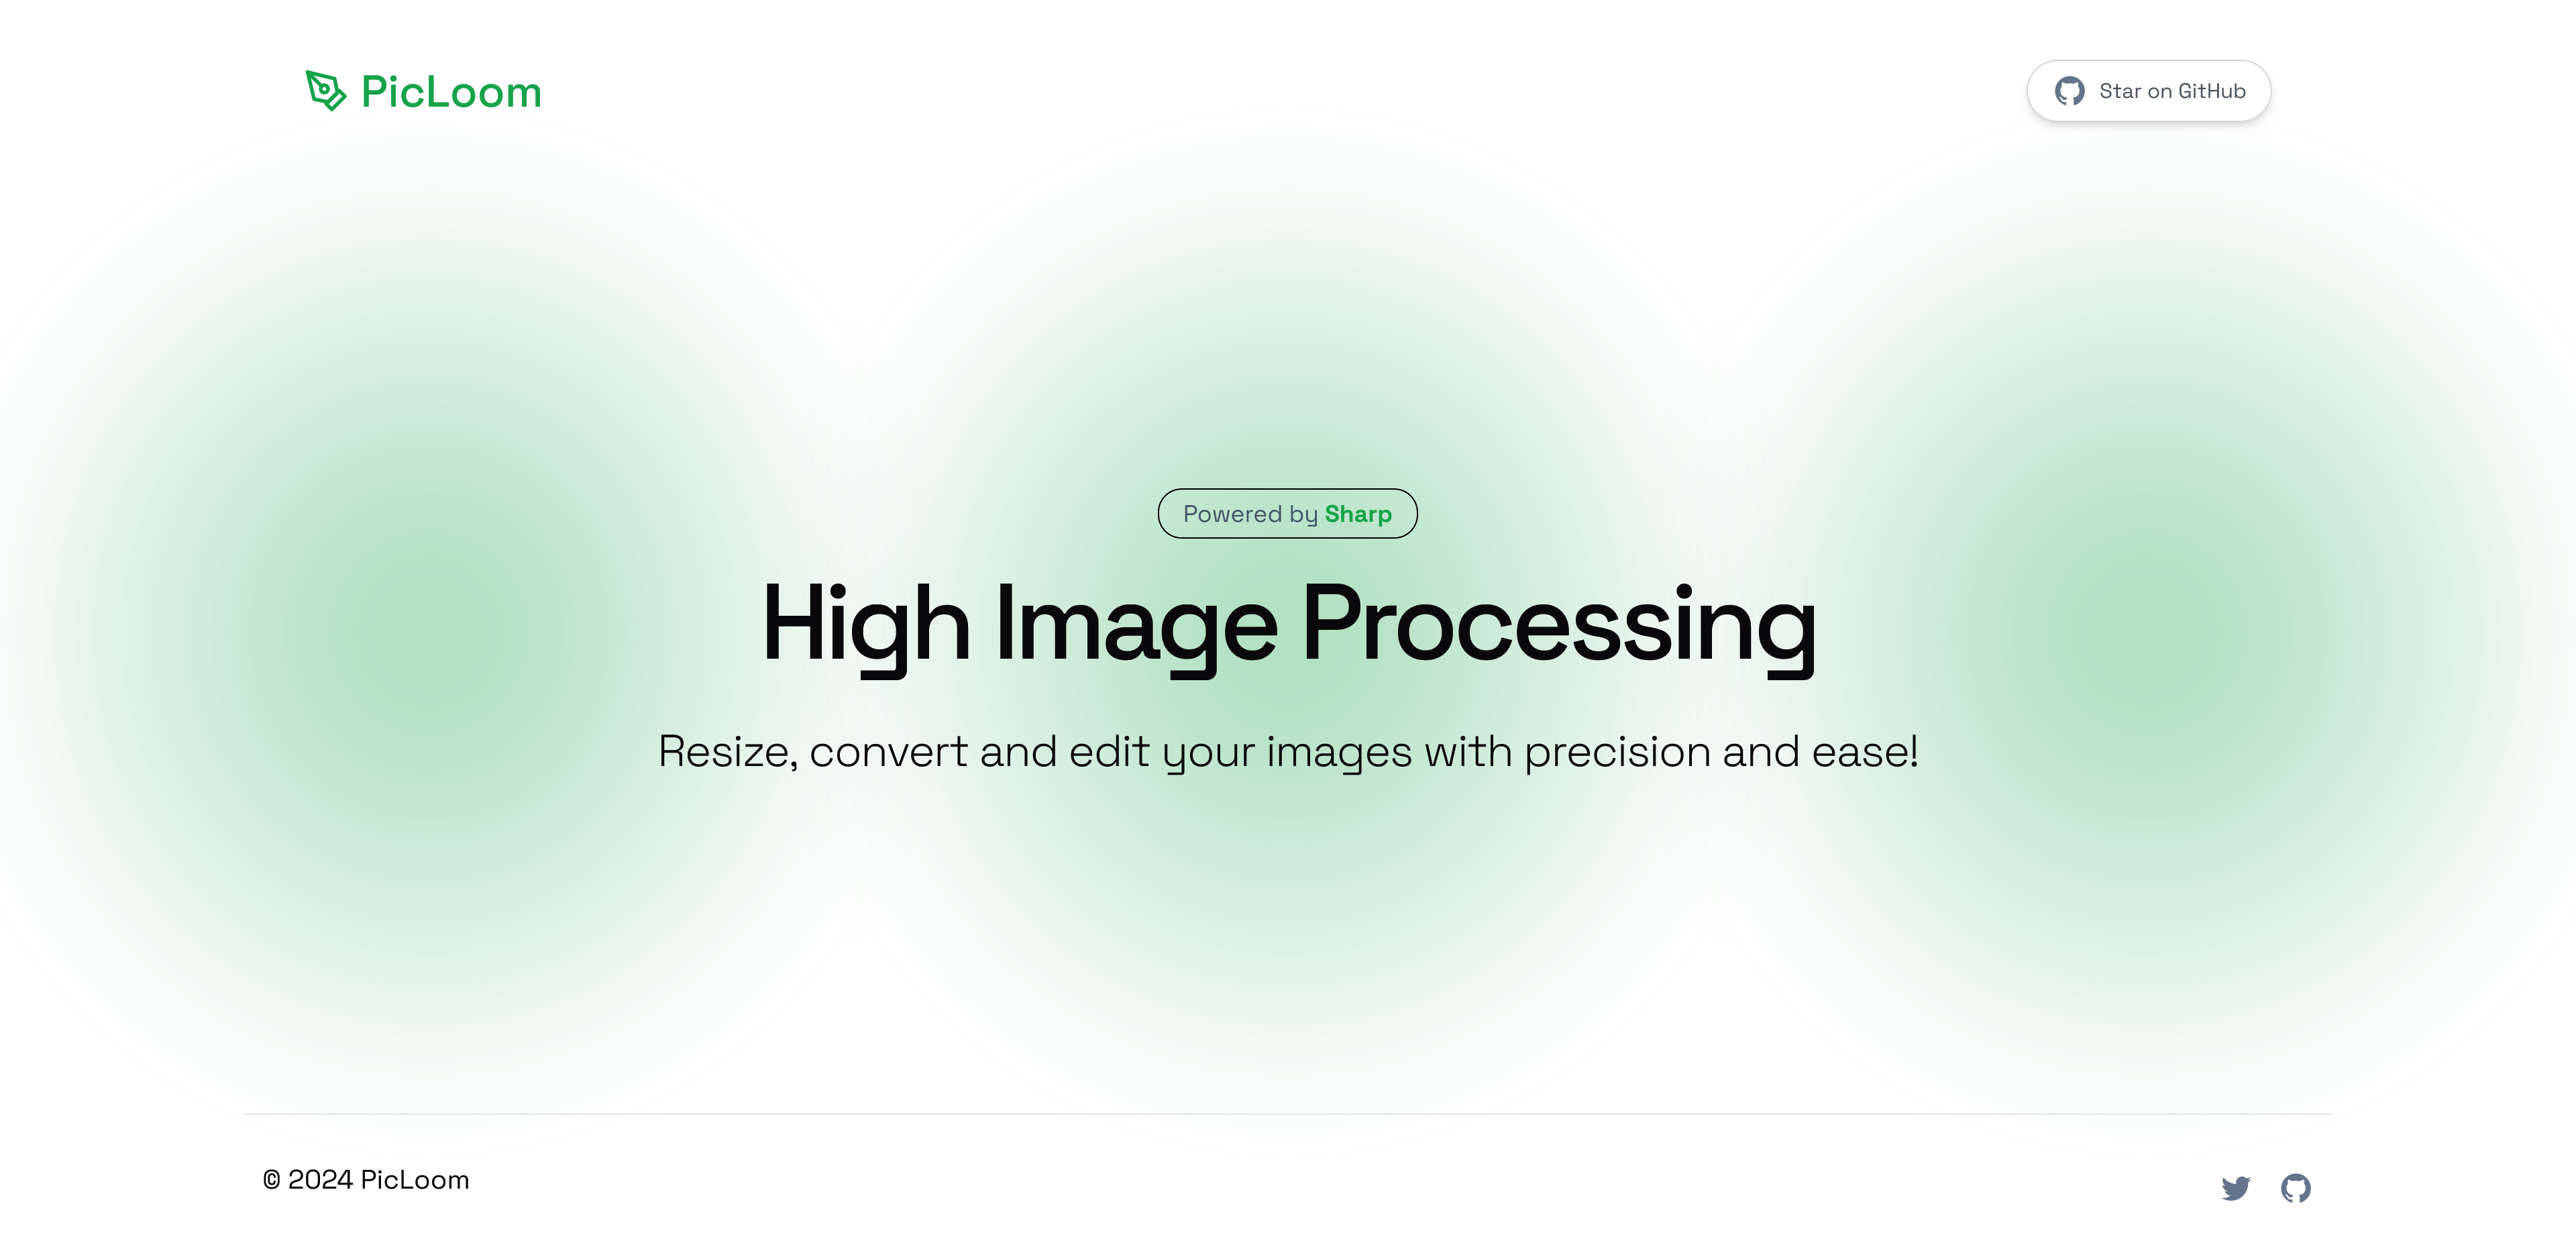 PicLoom
Star on GitHub
Powered by Sharp
High Image Processing
Resize, convert and edit your images with precision and ease!
© 2024 PicLoom